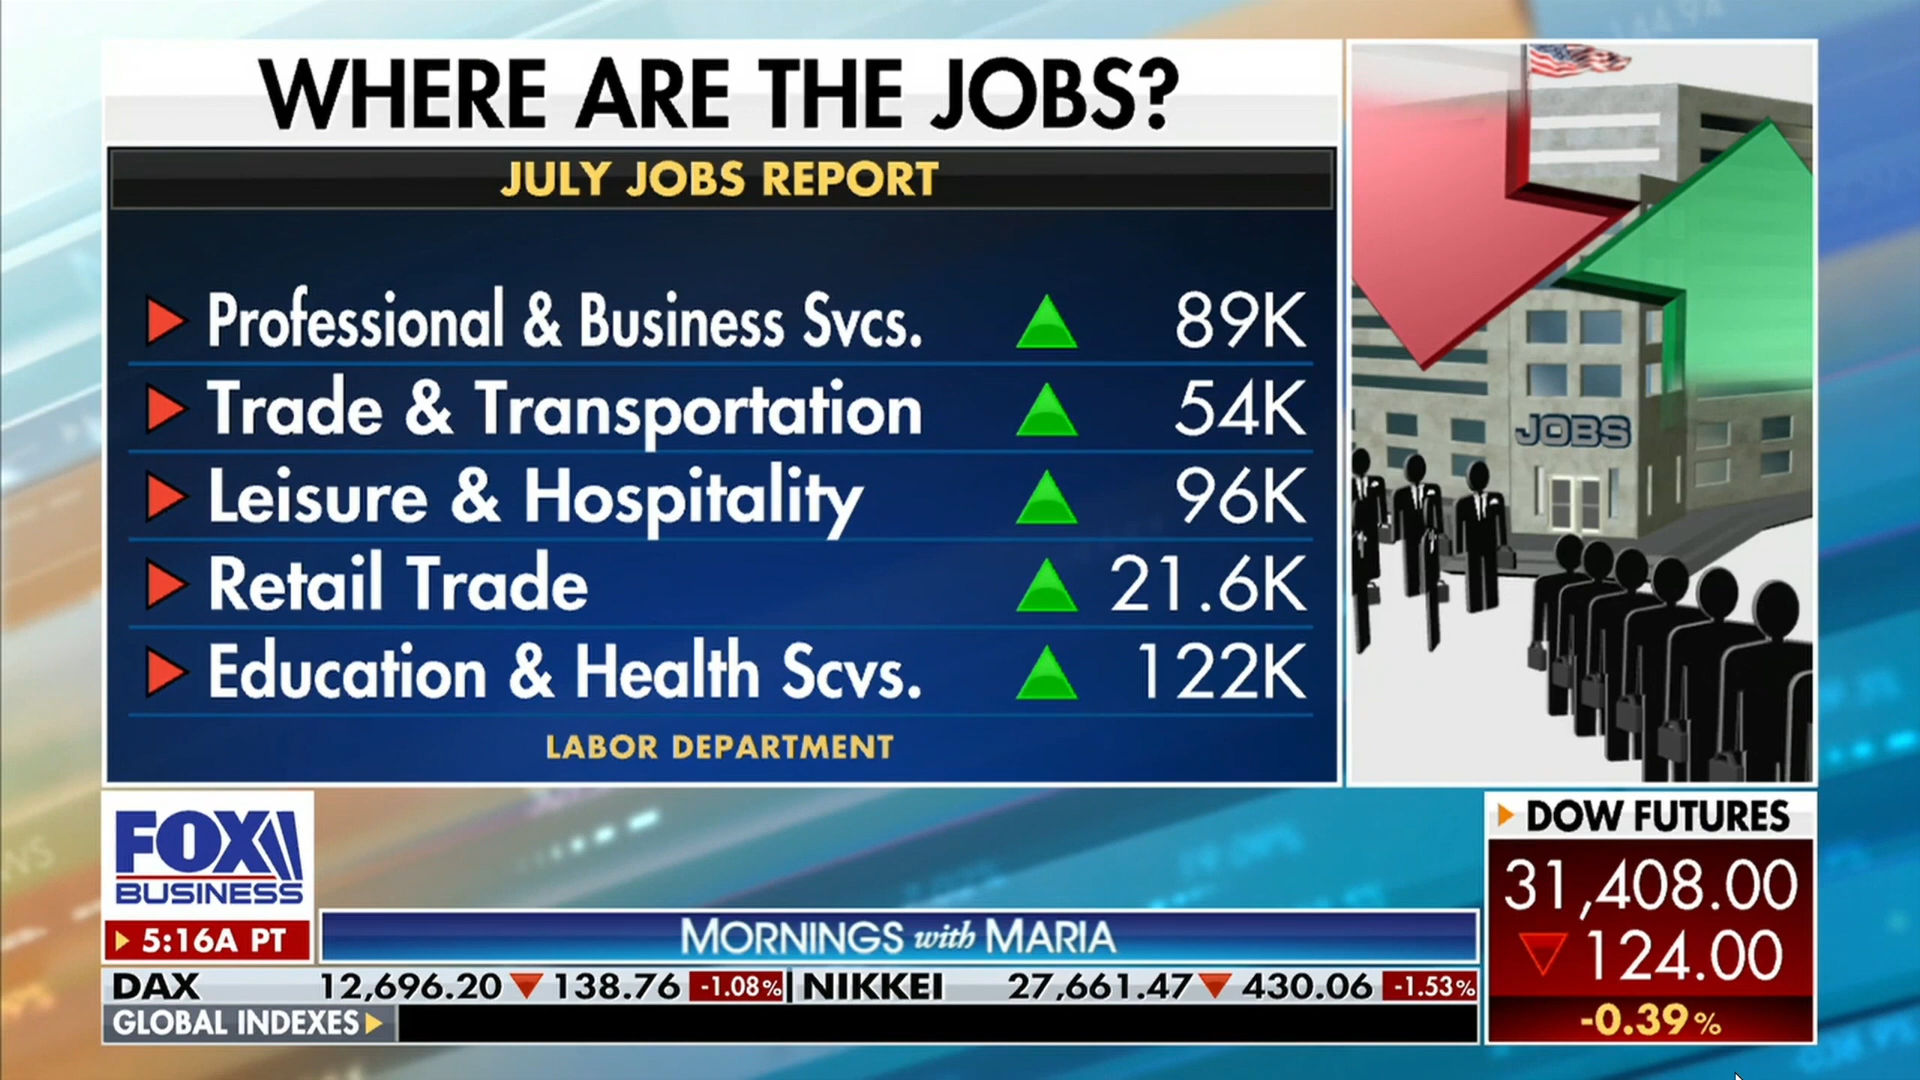 WHERE ARE THE JOBS?
JULY JOBS REPORT
Professional & Business Svcs. 89K
Trade & Transportation 54K
Leisure & Hospitality 96K
Retail Trade 21.6K
Education & Health Scvs. 122K
LABOR DEPARTMENT
JOBS
FOX
BUSINESS
5:16A PT
MORNINGS with MARIA
DOW FUTURES
31,408.00
124.00
-0.39%
DAX 12,696.20 138.76 -1.08% NIKKEI 27,661.47 430.06 -1.53%
GLOBAL INDEXES